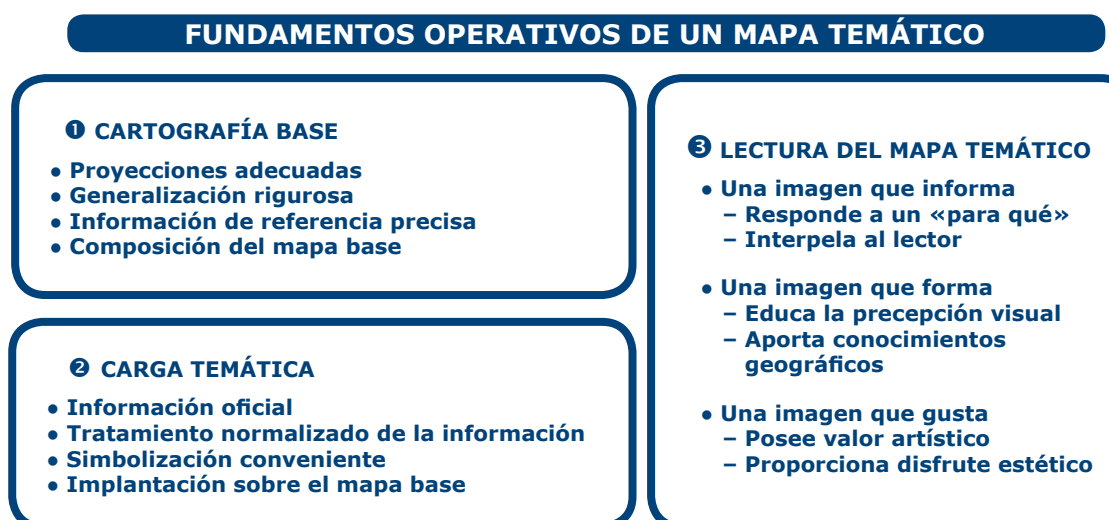 FUNDAMENTOS OPERATIVOS DE UN MAPA TEMÁTICO
❶ CARTOGRAFÍA BASE
● Proyecciones adecuadas
● Generalización rigurosa
● Información de referencia precisa
● Composición del mapa base
❷ CARGA TEMÁTICA
● Información oficial
● Tratamiento normalizado de la información
● Simbolización conveniente
● Implantación sobre el mapa base
❸ LECTURA DEL MAPA TEMÁTICO
● Una imagen que informa
– Responde a un «para qué»
– Interpela al lector
● Una imagen que forma
– Educa la precepción visual
– Aporta conocimientos
geográficos
● Una imagen que gusta
– Posee valor artístico
– Proporciona disfrute estético